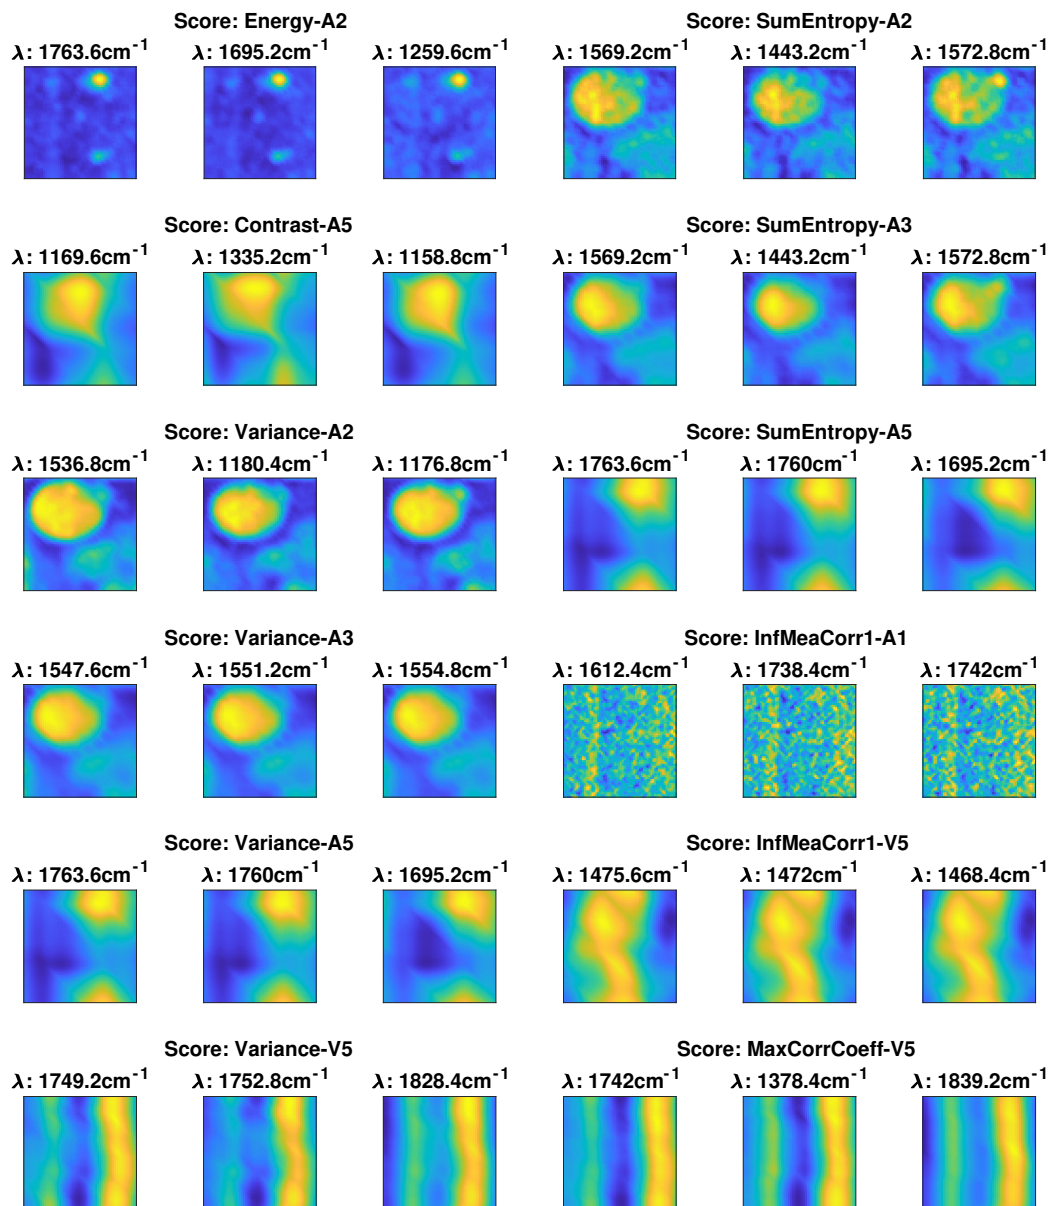 Score: Energy-A2
λ: 1763.6cm⁻¹ λ: 1695.2cm⁻¹ λ: 1259.6cm⁻¹
Score: SumEntropy-A2
λ: 1569.2cm⁻¹ λ: 1443.2cm⁻¹ λ: 1572.8cm⁻¹
Score: Contrast-A5
λ: 1169.6cm⁻¹ λ: 1335.2cm⁻¹ λ: 1158.8cm⁻¹
Score: SumEntropy-A3
λ: 1569.2cm⁻¹ λ: 1443.2cm⁻¹ λ: 1572.8cm⁻¹
Score: Variance-A2
λ: 1536.8cm⁻¹ λ: 1180.4cm⁻¹ λ: 1176.8cm⁻¹
Score: SumEntropy-A5
λ: 1763.6cm⁻¹ λ: 1760cm⁻¹ λ: 1695.2cm⁻¹
Score: Variance-A3
λ: 1547.6cm⁻¹ λ: 1551.2cm⁻¹ λ: 1554.8cm⁻¹
Score: InfMeaCorr1-A1
λ: 1612.4cm⁻¹ λ: 1738.4cm⁻¹ λ: 1742cm⁻¹
Score: Variance-A5
λ: 1763.6cm⁻¹ λ: 1760cm⁻¹ λ: 1695.2cm⁻¹
Score: InfMeaCorr1-V5
λ: 1475.6cm⁻¹ λ: 1472cm⁻¹ λ: 1468.4cm⁻¹
Score: Variance-V5
λ: 1749.2cm⁻¹ λ: 1752.8cm⁻¹ λ: 1828.4cm⁻¹
Score: MaxCorrCoeff-V5
λ: 1742cm⁻¹ λ: 1378.4cm⁻¹ λ: 1839.2cm⁻¹